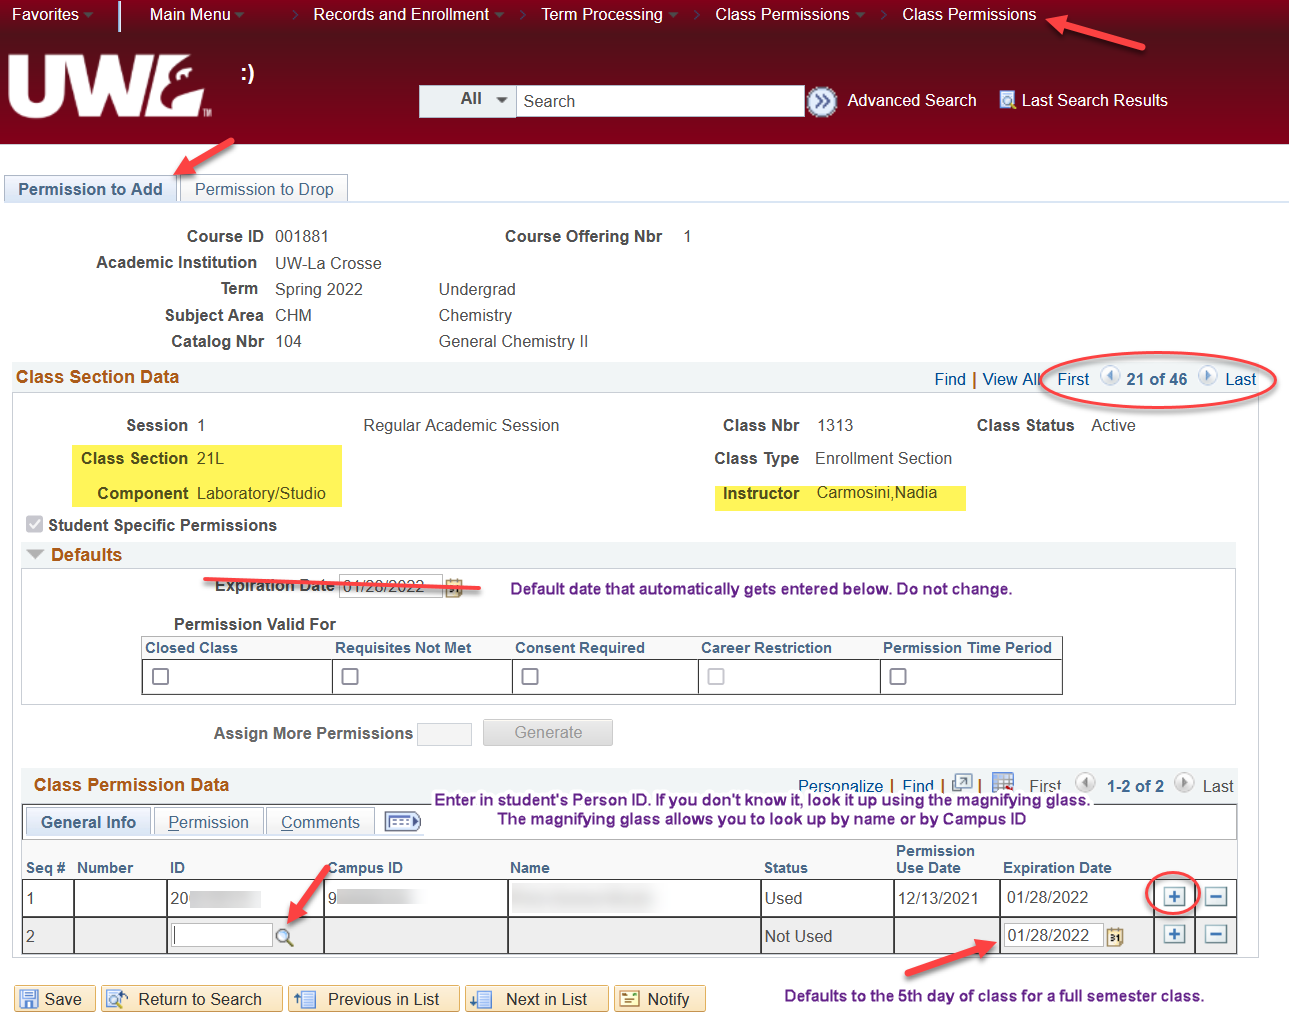 Favorites Main Menu Records and Enrollment Term Processing Class Permissions Class Permissions
UWL TM :)
All Search Advanced Search Last Search Results
Permission to Add Permission to Drop
Course ID 001881 Course Offering Nbr 1
Academic Institution UW-La Crosse
Term Spring 2022 Undergrad
Subject Area CHM Chemistry
Catalog Nbr 104 General Chemistry II
Class Section Data Find | View All First 21 of 46 Last
Session 1 Regular Academic Session Class Nbr 1313 Class Status Active
Class Section 21L Class Type Enrollment Section
Component Laboratory/Studio Instructor Carmosini,Nadia
Student Specific Permissions
Defaults
Expiration Date 01/28/2022 31 Default date that automatically gets entered below. Do not change.
Permission Valid For
Closed Class Requisites Not Met Consent Required Career Restriction Permission Time Period
Assign More Permissions Generate
Class Permission Data Personalize | Find | | First 1-2 of 2 Last
Enter in student's Person ID. If you don't know it, look it up using the magnifying glass.
The magnifying glass allows you to look up by name or by Campus ID
General Info Permission Comments
Seq # Number ID Campus ID Name Status Permission Use Date Expiration Date
1 20 9 Used 12/13/2021 01/28/2022
2 Not Used 01/28/2022 31
Defaults to the 5th day of class for a full semester class.
Save Return to Search Previous in List Next in List Notify